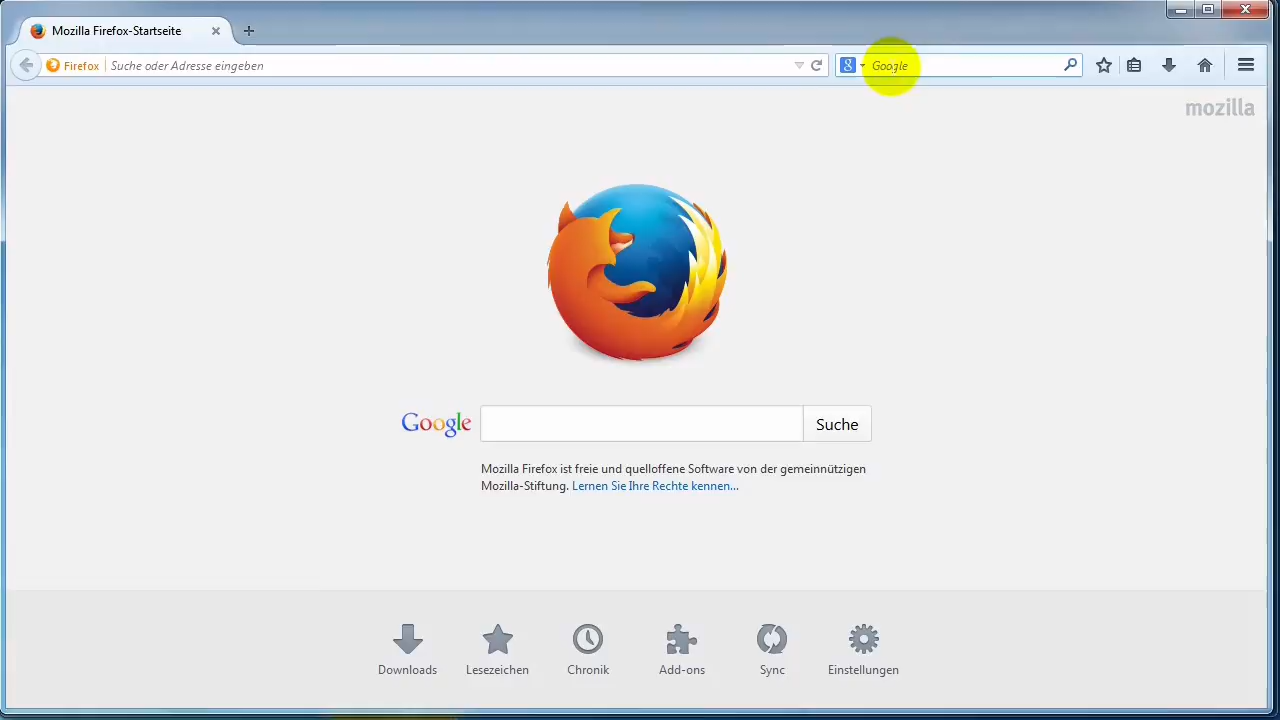 Mozilla Firefox-Startseite
Firefox
Suche oder Adresse eingeben
Google
mozilla
Google
Suche
Mozilla Firefox ist freie und quelloffene Software von der gemeinnützigen
Mozilla-Stiftung. Lernen Sie Ihre Rechte kennen...
Downloads
Lesezeichen
Chronik
Add-ons
Sync
Einstellungen